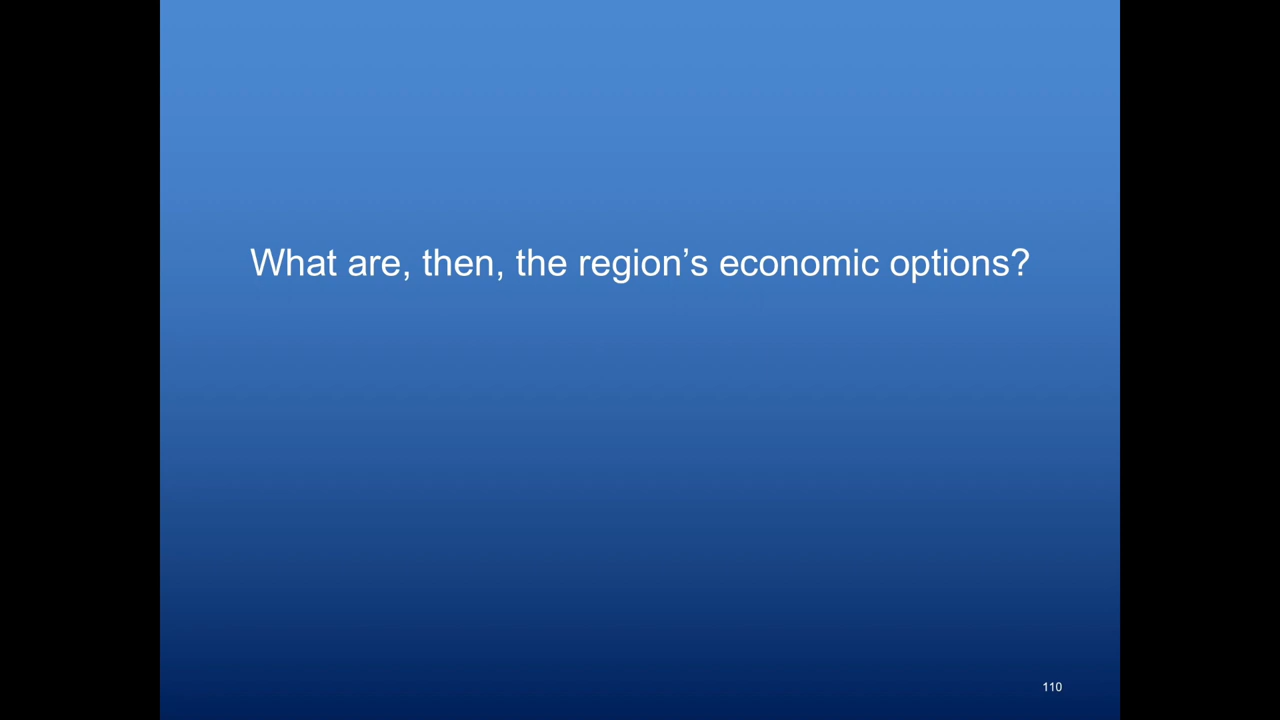 What are, then, the region’s economic options?
110